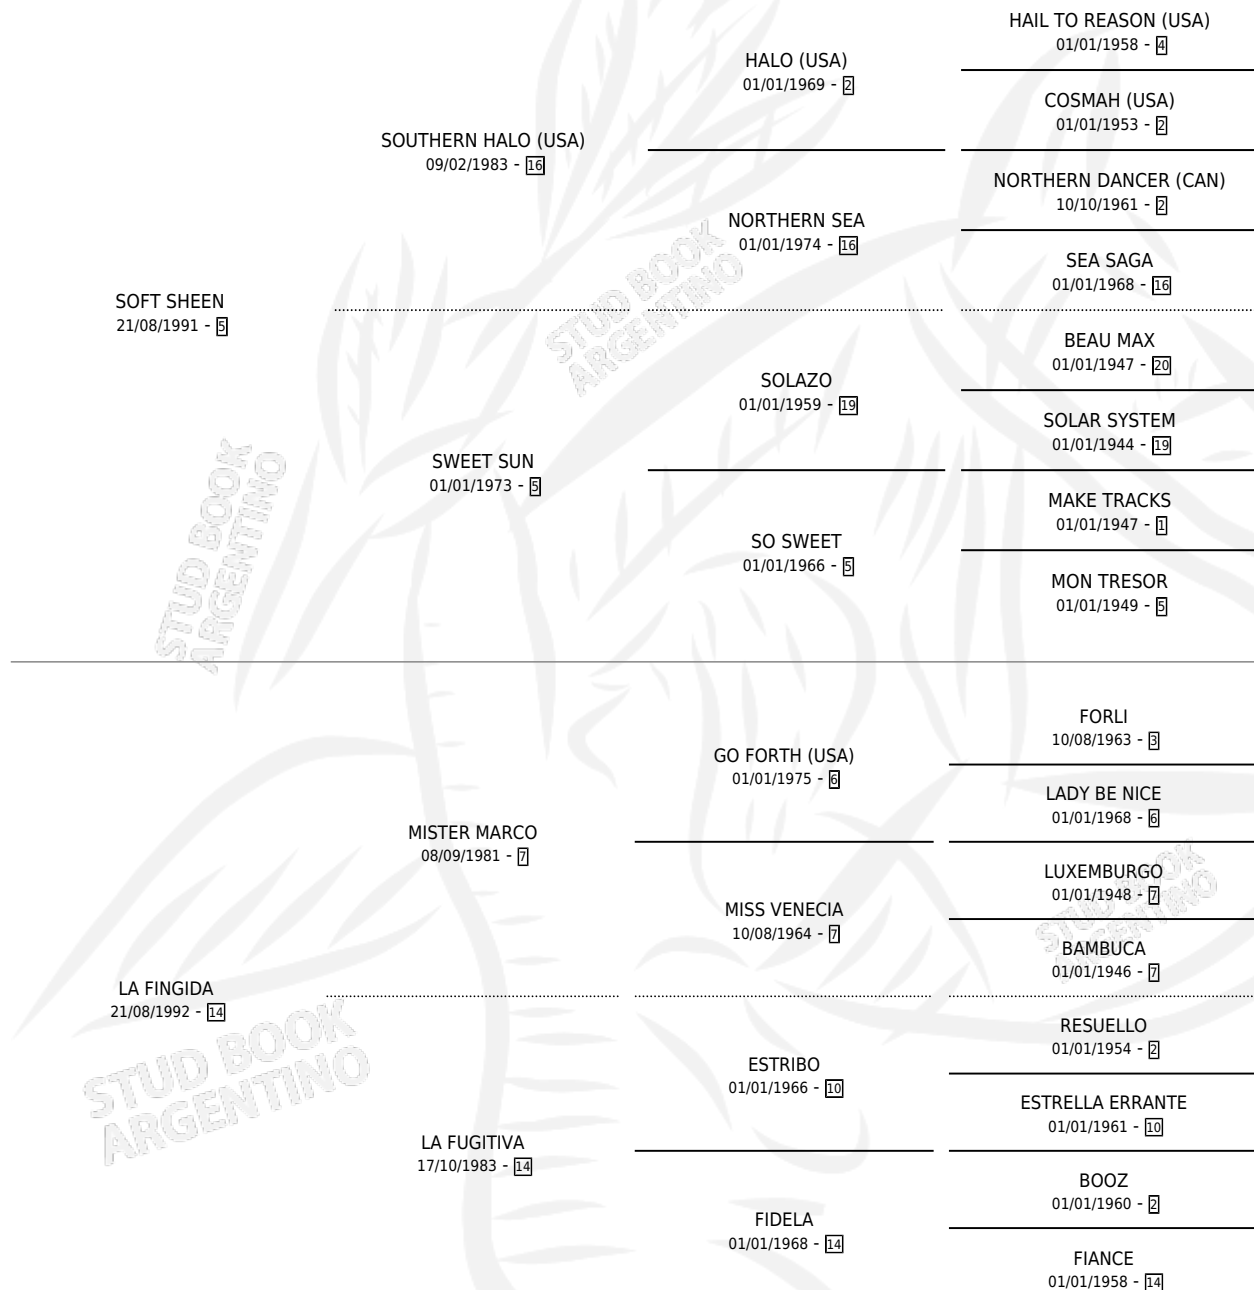 HAIL TO REASON (USA)
01/01/1958 - 4
HALO (USA)
01/01/1969 - 2
COSMAH (USA)
01/01/1953 - 2
SOUTHERN HALO (USA)
09/02/1983 - 16
NORTHERN DANCER (CAN)
10/10/1961 - 2
NORTHERN SEA
01/01/1974 - 16
SEA SAGA
01/01/1968 - 16
SOFT SHEEN
21/08/1991 - 5
STUD BOOK
ARGENTINO
BEAU MAX
01/01/1947 - 20
SOLAZO
01/01/1959 - 19
SOLAR SYSTEM
01/01/1944 - 19
SWEET SUN
01/01/1973 - 5
MAKE TRACKS
01/01/1947 - 1
SO SWEET
01/01/1966 - 5
MON TRESOR
01/01/1949 - 5
STUD BOOK
ARGENTINO
FORLI
10/08/1963 - 3
GO FORTH (USA)
01/01/1975 - 6
LADY BE NICE
01/01/1968 - 6
MISTER MARCO
08/09/1981 - 7
LUXEMBURGO
01/01/1948 - 7
MISS VENECIA
10/08/1964 - 7
STUD BOOK
ARGENTINO
BAMBUCA
01/01/1946 - 7
LA FINGIDA
21/08/1992 - 14
STUD BOOK
ARGENTINO
RESUELLO
01/01/1954 - 2
ESTRIBO
01/01/1966 - 10
ESTRELLA ERRANTE
01/01/1961 - 10
LA FUGITIVA
17/10/1983 - 14
BOOZ
01/01/1960 - 2
FIDELA
01/01/1968 - 14
FIANCE
01/01/1958 - 14